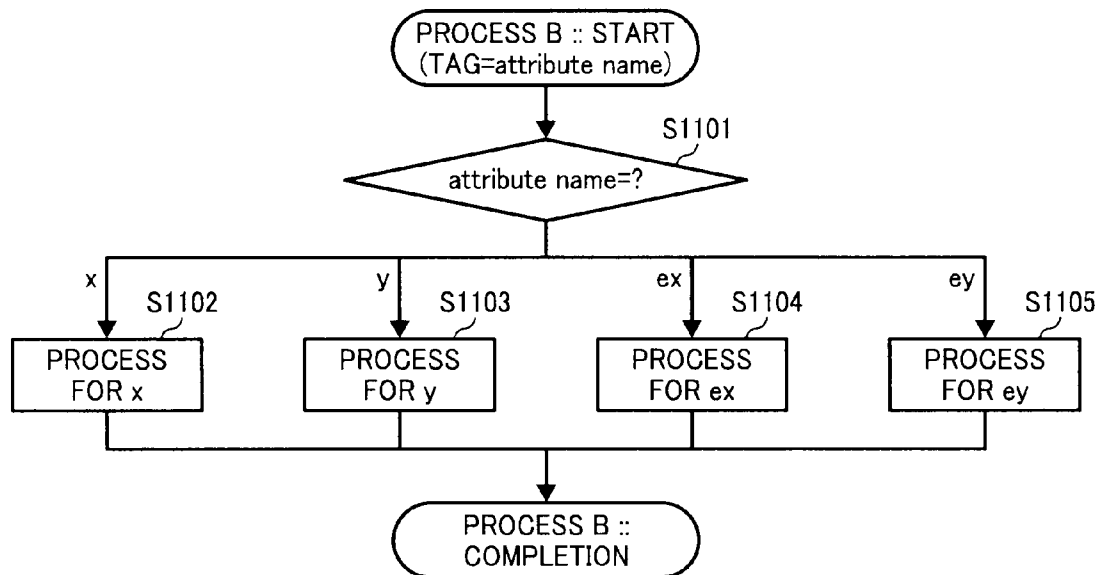 PROCESS B :: START
(TAG=attribute name)
S1101
attribute name=?
x
y
ex
ey
S1102
S1103
S1104
S1105
PROCESS
FOR x
PROCESS
FOR y
PROCESS
FOR ex
PROCESS
FOR ey
PROCESS B ::
COMPLETION